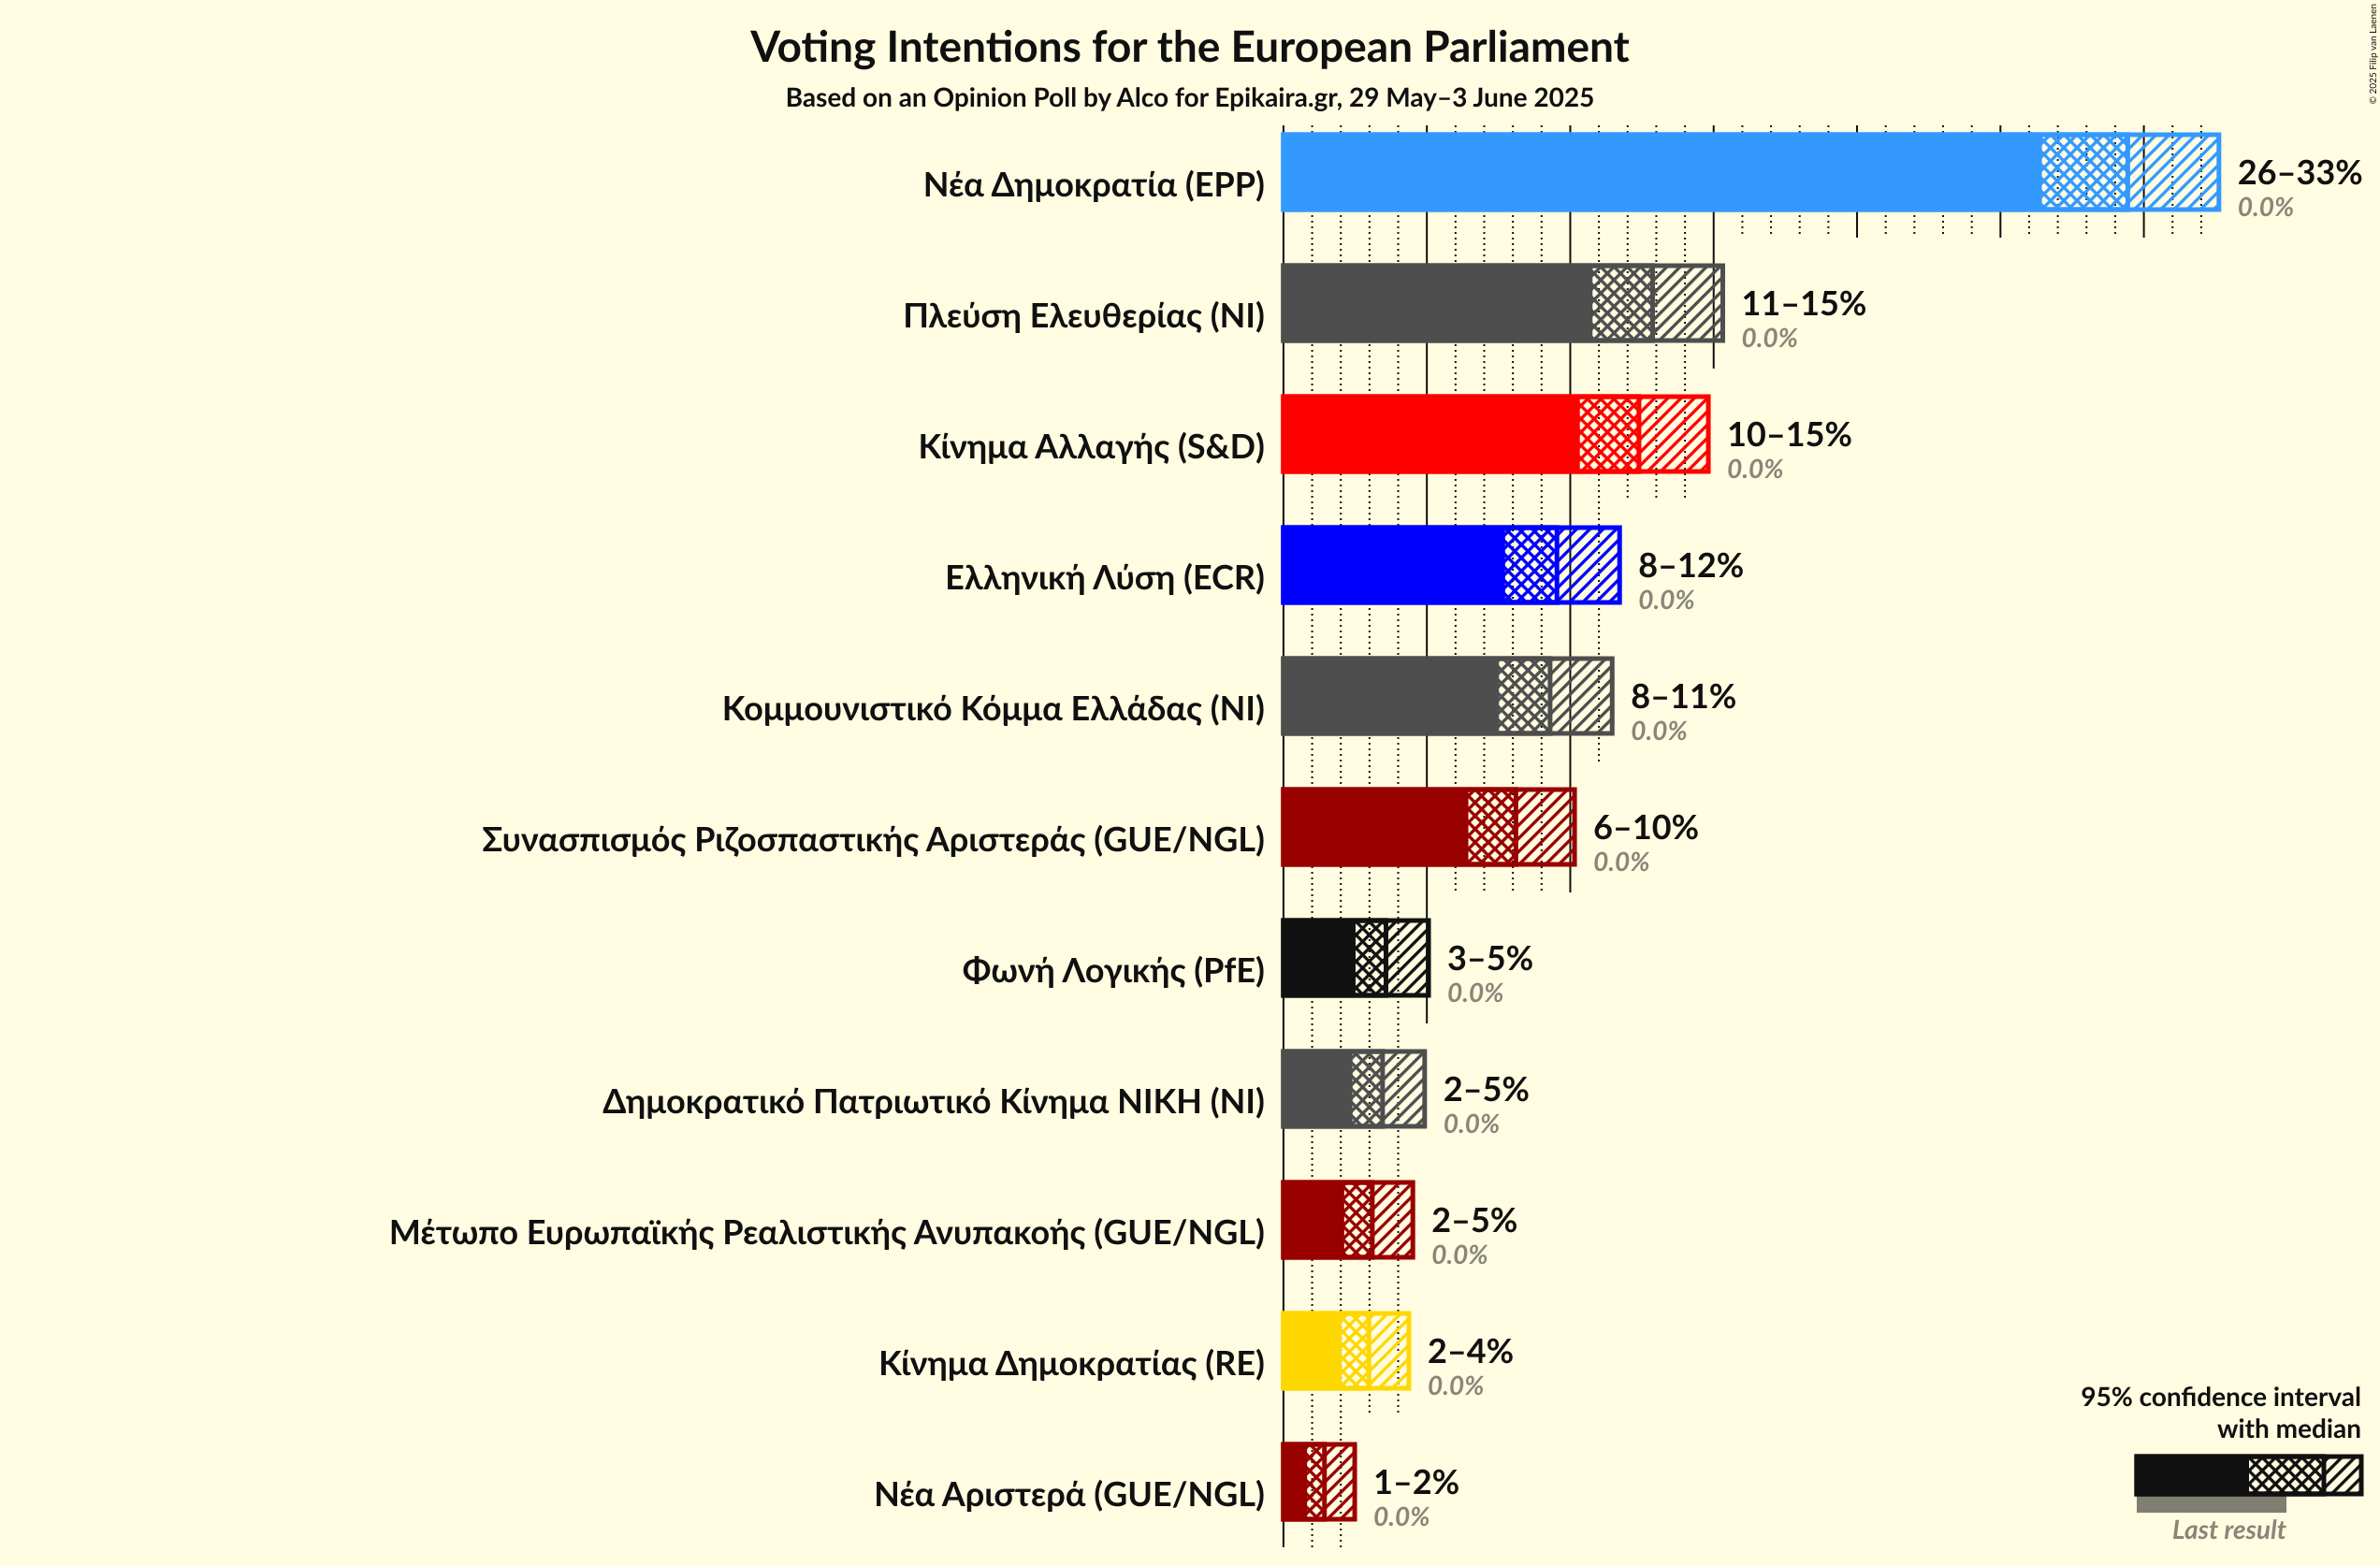 Voting Intentions for the European Parliament
Based on an Opinion Poll by Alco for Epikaira.gr, 29 May–3 June 2025
© 2025 Filip van Laenen
Νέα Δημοκρατία (EPP)
26–33%
0.0%
Πλεύση Ελευθερίας (NI)
11–15%
0.0%
Κίνημα Αλλαγής (S&D)
10–15%
0.0%
Ελληνική Λύση (ECR)
8–12%
0.0%
Κομμουνιστικό Κόμμα Ελλάδας (NI)
8–11%
0.0%
Συνασπισμός Ριζοσπαστικής Αριστεράς (GUE/NGL)
6–10%
0.0%
Φωνή Λογικής (PfE)
3–5%
0.0%
Δημοκρατικό Πατριωτικό Κίνημα ΝΙΚΗ (NI)
2–5%
0.0%
Μέτωπο Ευρωπαϊκής Ρεαλιστικής Ανυπακοής (GUE/NGL)
2–5%
0.0%
Κίνημα Δημοκρατίας (RE)
2–4%
0.0%
Νέα Αριστερά (GUE/NGL)
1–2%
0.0%
95% confidence interval
with median
Last result